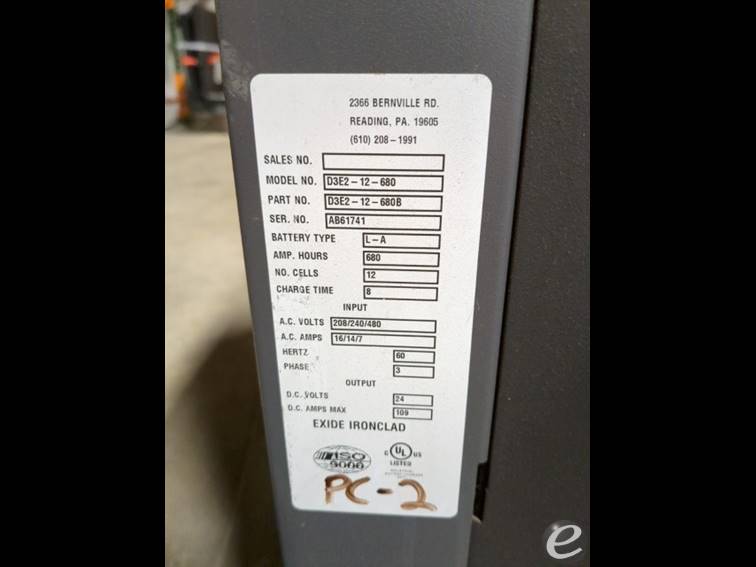 2366 BERNVILLE RD.
READING, PA. 19605
(610) 208-1991
SALES NO.
MODEL NO. D3E2-12-680
PART NO. D3E2-12-680B
SER. NO. AB61741
BATTERY TYPE L-A
AMP. HOURS 680
NO. CELLS 12
CHARGE TIME 8
INPUT
A.C. VOLTS 208/240/480
A.C. AMPS 16/14/7
HERTZ 60
PHASE 3
OUTPUT
D.C. VOLTS 24
D.C. AMPS MAX 109
EXIDE IRONCLAD
ISO 9000
C UL US
LISTED
PC-2
e